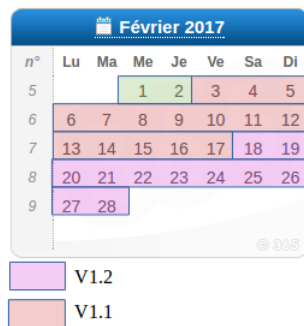 Février 2017
n° Lu Ma Me Je Ve Sa Di
5 1 2 3 4 5
6 6 7 8 9 10 11 12
7 13 14 15 16 17 18 19
8 20 21 22 23 24 25 26
9 27 28
© 365
V1.2
V1.1